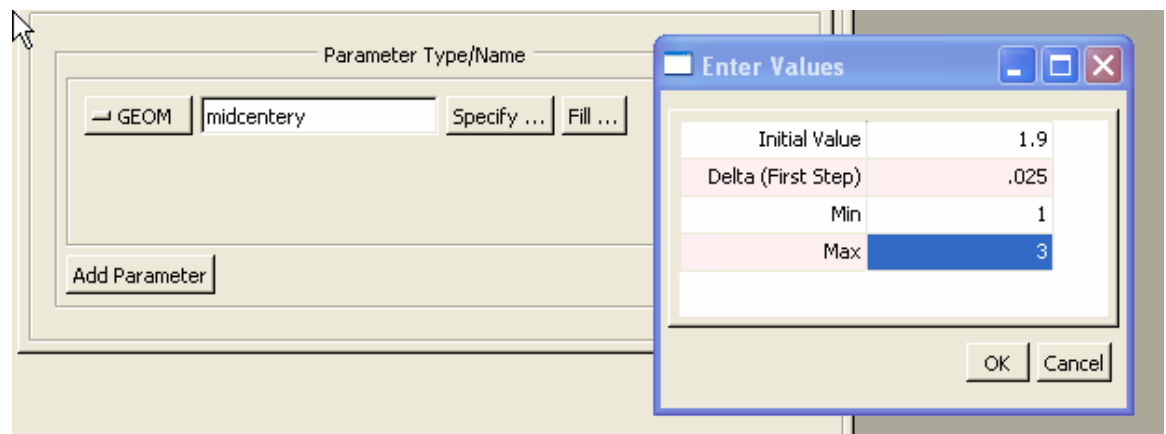 Parameter Type/Name
GEOM midcentery Specify ... Fill ...
Add Parameter
Enter Values
Initial Value 1.9
Delta (First Step) .025
Min 1
Max 3
OK Cancel